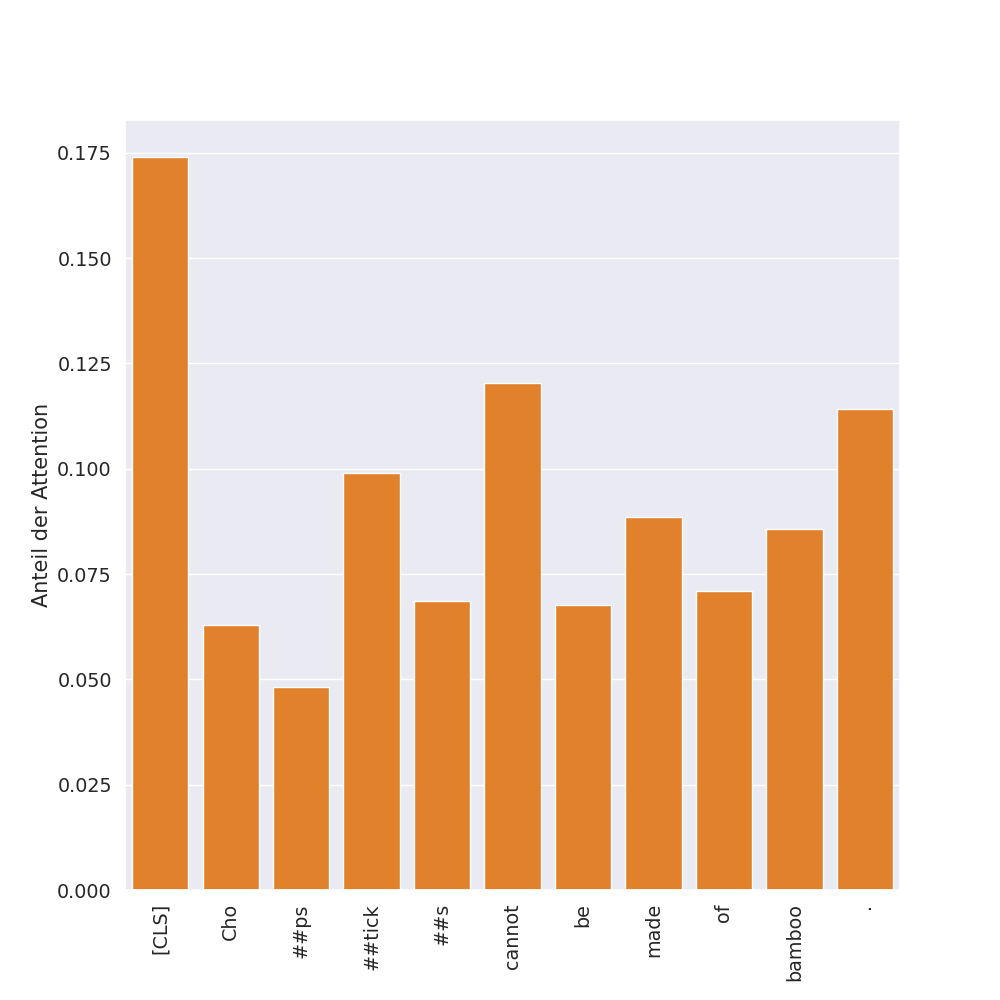 0.175
0.150
0.125
0.100
0.075
0.050
0.025
0.000
Anteil der Attention
[CLS]
Cho
##ps
##tick
##s
cannot
be
made
of
bamboo
.